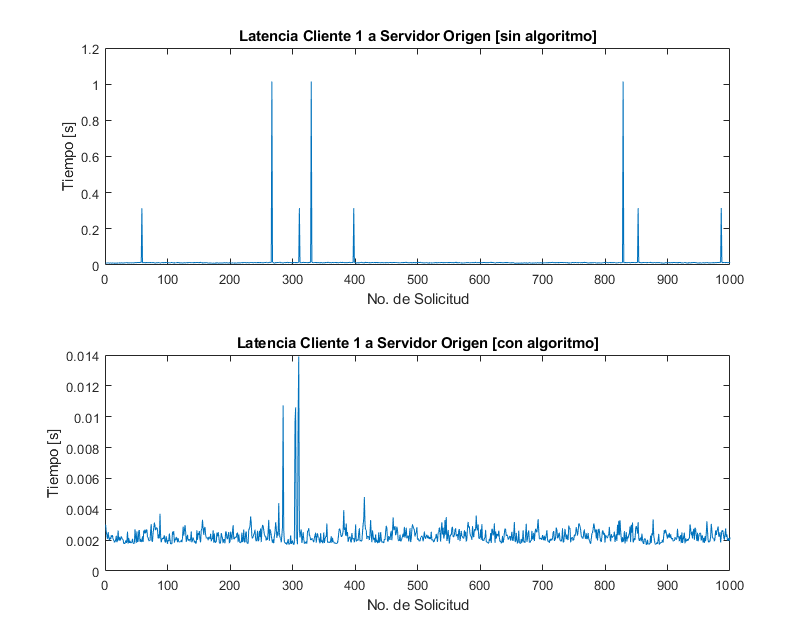 Latencia Cliente 1 a Servidor Origen [sin algoritmo]
1.2
1
0.8
0.6
0.4
0.2
0
Tiempo [s]
0 100 200 300 400 500 600 700 800 900 1000
No. de Solicitud
Latencia Cliente 1 a Servidor Origen [con algoritmo]
0.014
0.012
0.01
0.008
0.006
0.004
0.002
0
Tiempo [s]
0 100 200 300 400 500 600 700 800 900 1000
No. de Solicitud